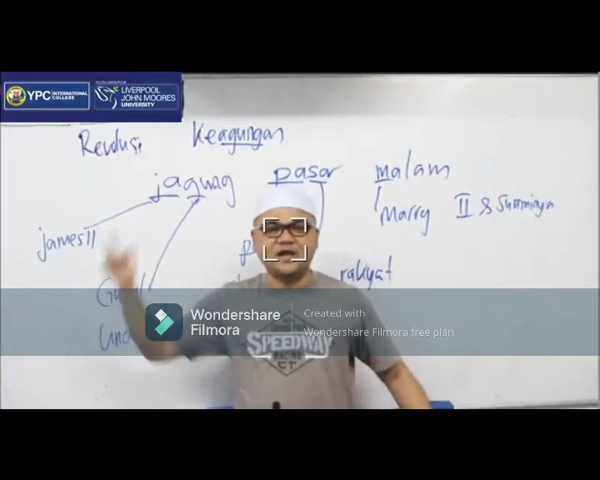 YPC INTERNATIONAL COLLEGE
LIVERPOOL JOHN MOORES UNIVERSITY
Revolusi Keagungan
jagung pasar malam
Marry II & Suaminya
James II
rakyat
Wondershare Filmora
Created with
Wondershare Filmora free plan
SPEEDWAY